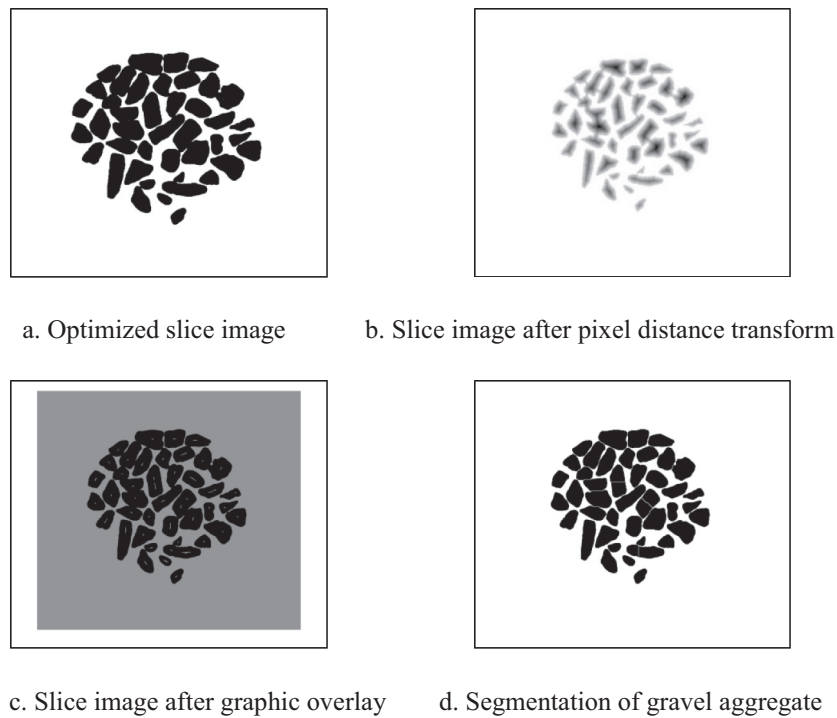 a. Optimized slice image
b. Slice image after pixel distance transform
c. Slice image after graphic overlay
d. Segmentation of gravel aggregate